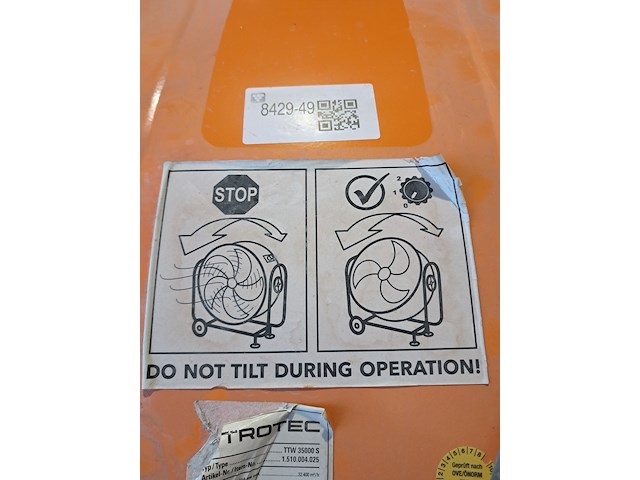 8429-49
STOP
2
1
0
DO NOT TILT DURING OPERATION!
TROTEC
Typ/Type TTW 35000 S
Artikel-Nr./Item-No. 1.510.004.025
Geprüft nach
OVE/ÖNORM